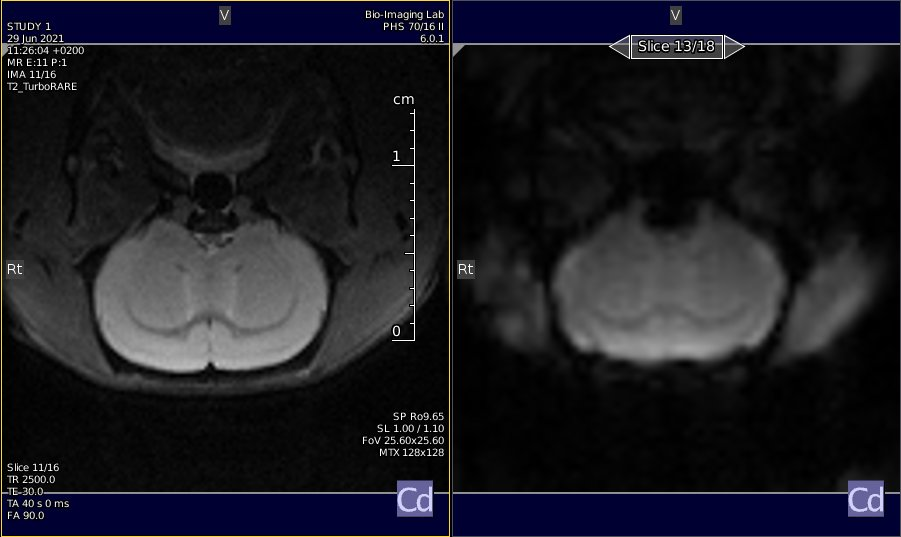 V
STUDY 1
29 Jun 2021
11:26:04 +0200
MR E:11 P:1
IMA 11/16
T2_TurboRARE
Bio-Imaging Lab
PHS 70/16 II
6.0.1
cm
1
0
Rt
SP Ro9.65
SL 1.00 / 1.10
FoV 25.60x25.60
MTX 128x128
Slice 11/16
TR 2500.0
TE 30.0
TA 40 s 0 ms
FA 90.0
Cd
V
Slice 13/18
Rt
Cd